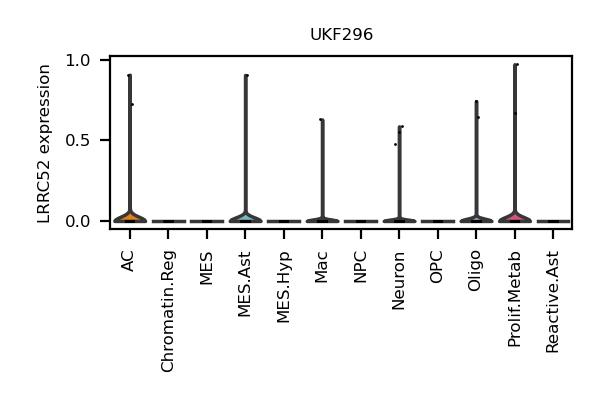 UKF296
LRRC52 expression
1.0
0.5
0.0
AC
Chromatin.Reg
MES
MES.Ast
MES.Hyp
Mac
NPC
Neuron
OPC
Oligo
Prolif.Metab
Reactive.Ast